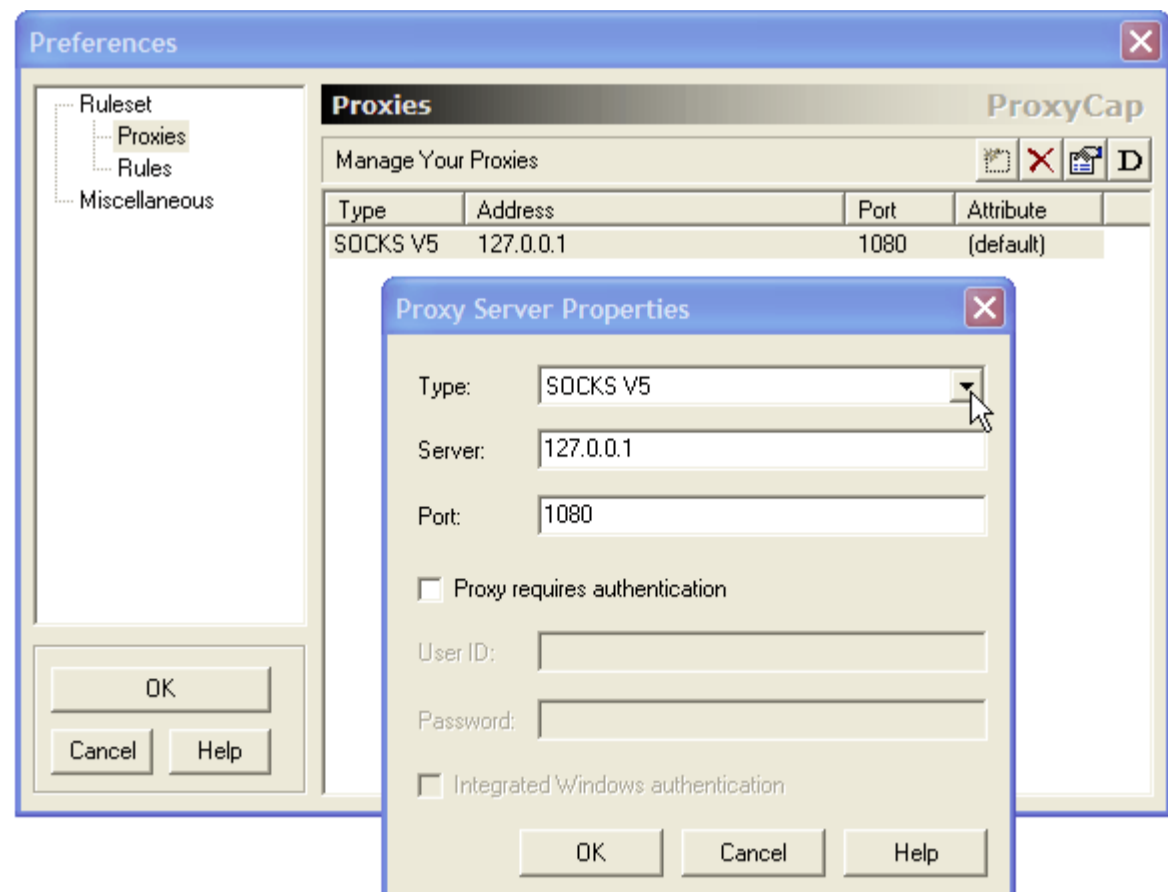 Preferences
Ruleset
Proxies
Rules
Miscellaneous
OK
Cancel Help
Proxies ProxyCap
Manage Your Proxies D
Type Address Port Attribute
SOCKS V5 127.0.0.1 1080 (default)
Proxy Server Properties
Type: SOCKS V5
Server: 127.0.0.1
Port: 1080
Proxy requires authentication
User ID:
Password:
Integrated Windows authentication
OK Cancel Help